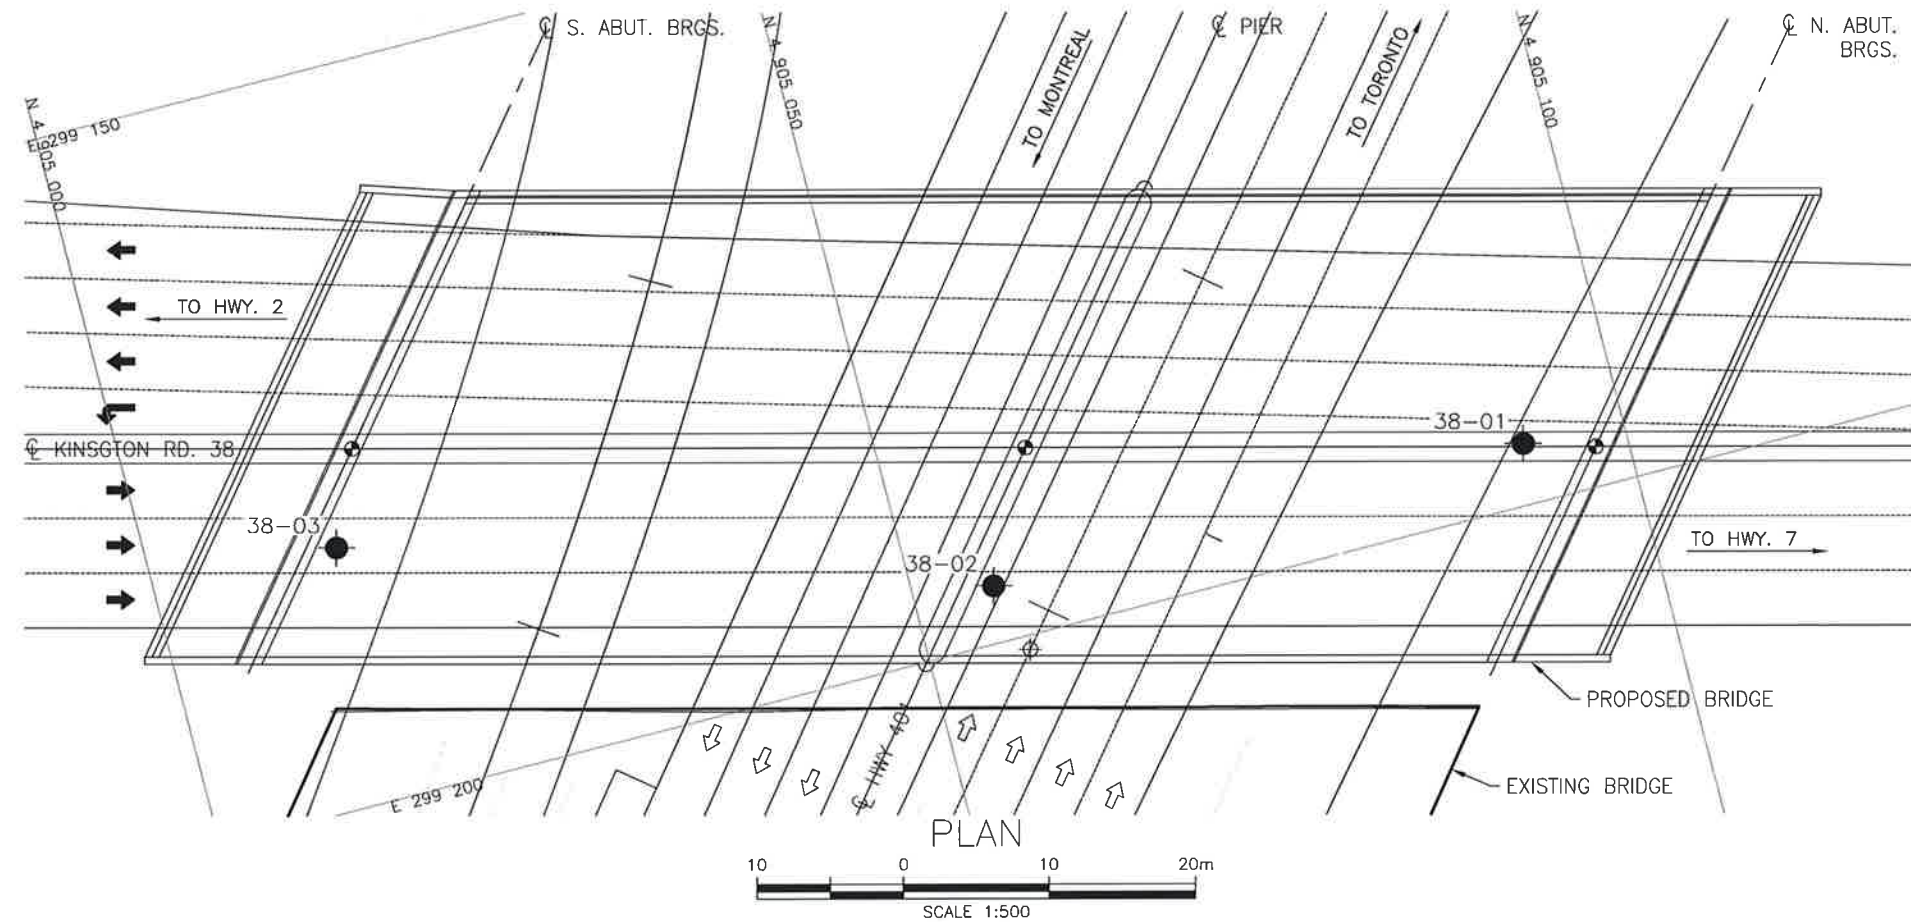 ℄ S. ABUT. BRGS.
N 4 905 050
℄ PIER
N 4 905 100
℄ N. ABUT.
BRGS.
TO MONTREAL
TO TORONTO
N 4 905 000
E 299 150
TO HWY. 2
38-01
℄ KINSGTON RD. 38
38-03
38-02
TO HWY. 7
PROPOSED BRIDGE
℄ HWY 401
E 299 200
EXISTING BRIDGE
PLAN
10 0 10 20m
SCALE 1:500